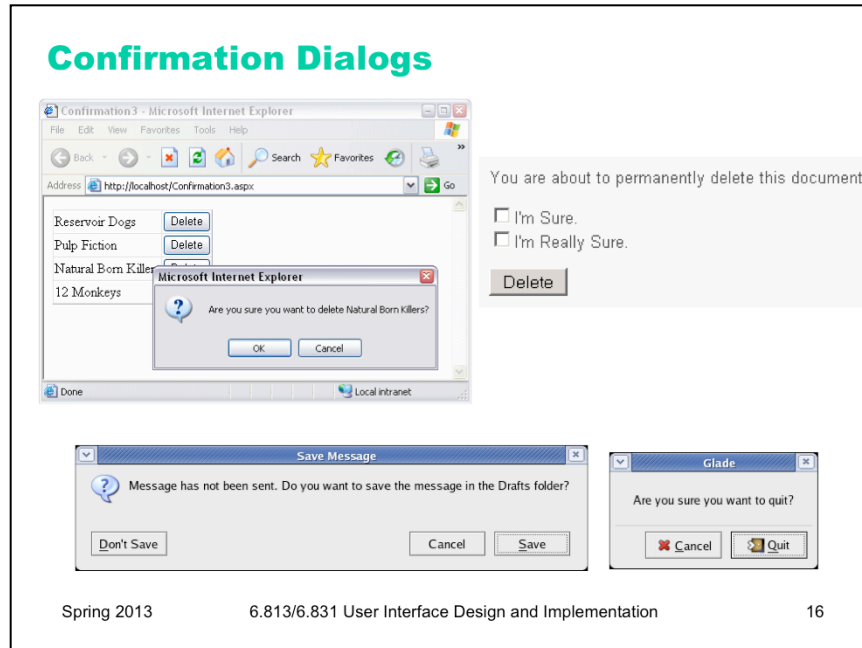 Confirmation Dialogs
Confirmation3 - Microsoft Internet Explorer
File Edit View Favorites Tools Help
Back Search Favorites »
Address http://localhost/Confirmation3.aspx Go
Reservoir Dogs Delete
Pulp Fiction Delete
Natural Born Killer
12 Monkeys
Microsoft Internet Explorer
Are you sure you want to delete Natural Born Killers?
OK Cancel
Done Local intranet
You are about to permanently delete this document
I'm Sure.
I'm Really Sure.
Delete
Save Message
Message has not been sent. Do you want to save the message in the Drafts folder?
Don't Save Cancel Save
Glade
Are you sure you want to quit?
Cancel Quit
Spring 2013 6.813/6.831 User Interface Design and Implementation 16